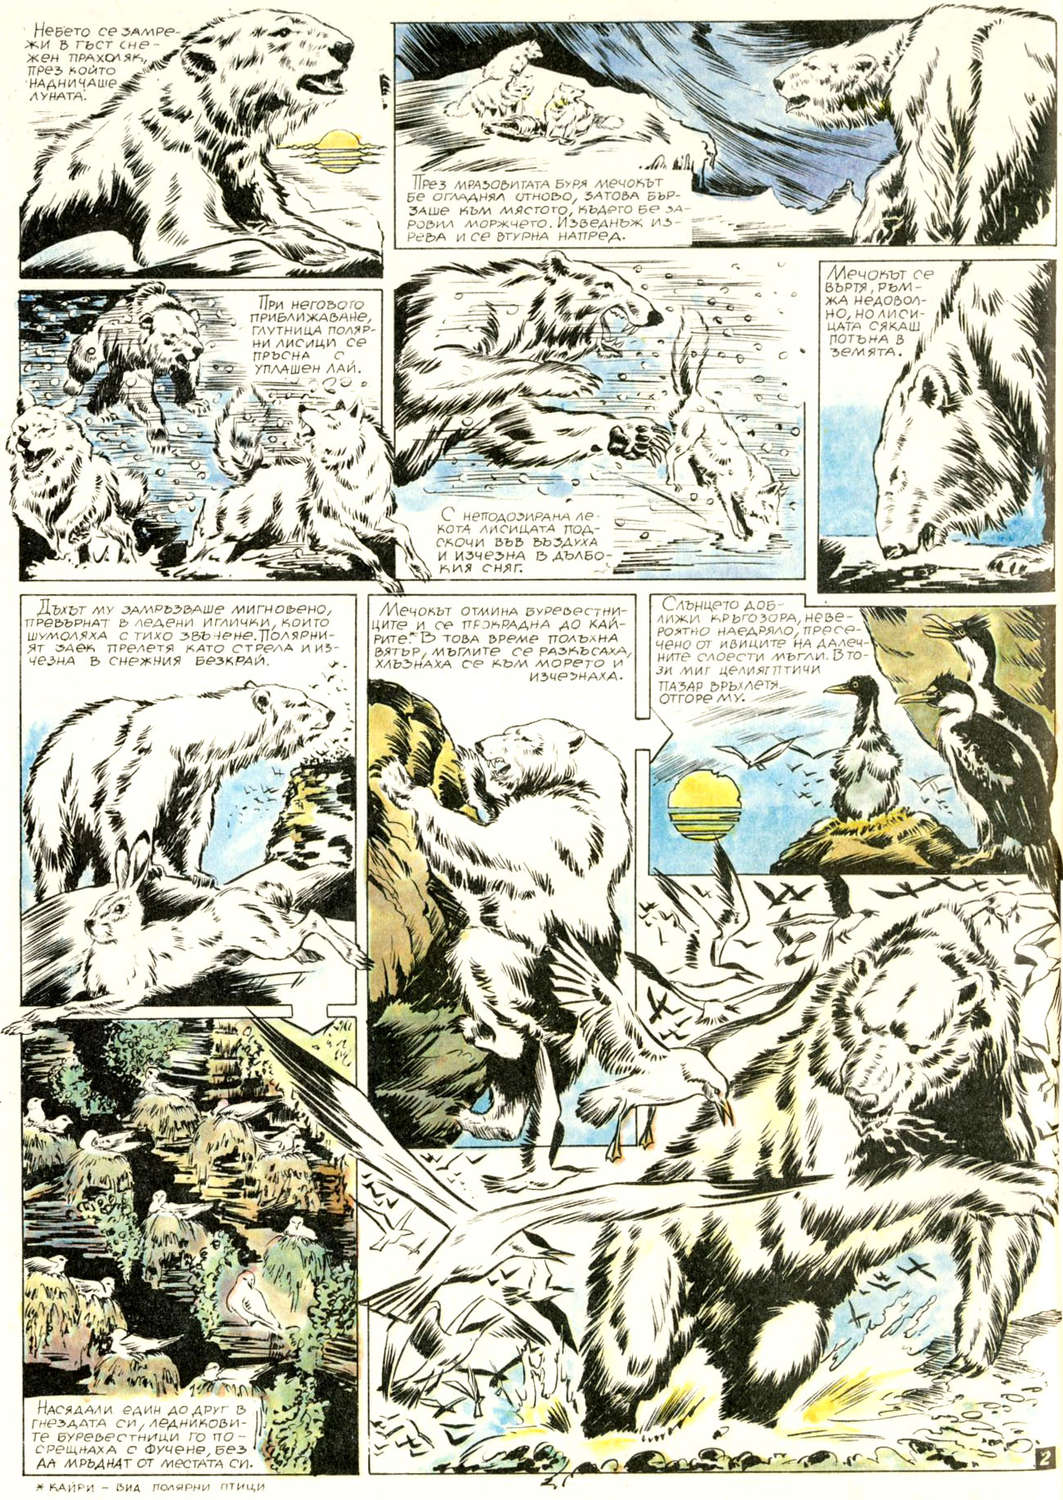 Небето се замре-
жи в гъст сне-
жен прахоляк,
през който
надничаше
луната.
През мразовитата буря мечокът
бе огладнял отново, затова бър-
заше към мястото, където бе за-
ровил моржчето. Изведнъж из
рева и се втурна напред.
При неговото
приближаване,
глутница поляр-
ни лисици се
пръсна с
уплашен лай.
С неподозирана ле-
кота лисицата под-
скочи във въздуха
и изчезна в дълбо-
кия сняг.
Мечокът се
въртя, ръм-
жа недовол-
но, но лиси-
цата сякаш
потъна в
земята.
Дъхът му замръзваше мигновено,
превърнат в ледени иглички, които
шумоляха с тихо звънене. Полярни-
ят заек прелетя като стрела и из-
чезна в снежния безкрай.
Насядали един до друг в
гнездата си, ледникови-
те буревестници го по-
срещнаха с фучене, без
да мръднат от местата си.
Мечокът отмина буревестни-
ците и се прокрадна до кай-
рите.* В това време полъхна
вятър, мъглите се разкъсаха,
хлъзнаха се към морето и
изчезнаха.
Слънцето доб-
лижи кръгозора, неве-
роятно наедряло, пресе-
чено от ивиците на далеч-
ните слоести мъгли. В то-
зи миг целият птичи
пазар връхлетя
отгоре му.
2
* Кайри – вид полярни птици